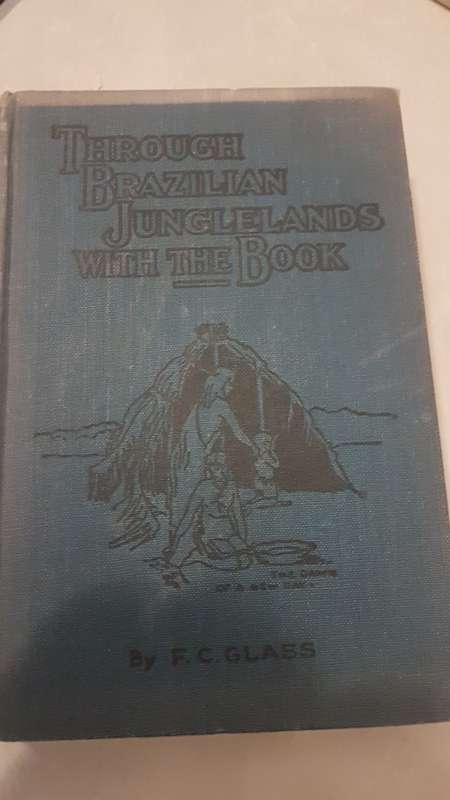 THROUGH
BRAZILIAN
JUNGLELANDS
WITH THE BOOK
THE DAWN
OF A NEW DAY.
By F. C. GLASS